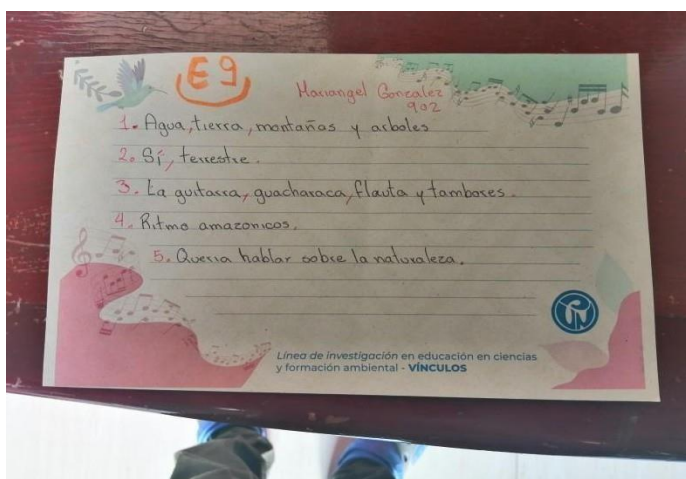 E9
Mariangel Gonzalez
902
1. Agua, tierra, montañas y arboles
2. Sí, terrestre.
3. La guitarra, guacharaca, flauta y tambores.
4. Ritmo amazonicos.
5. Queria hablar sobre la naturaleza.
Línea de investigación en educación en ciencias
y formación ambiental - VÍNCULOS